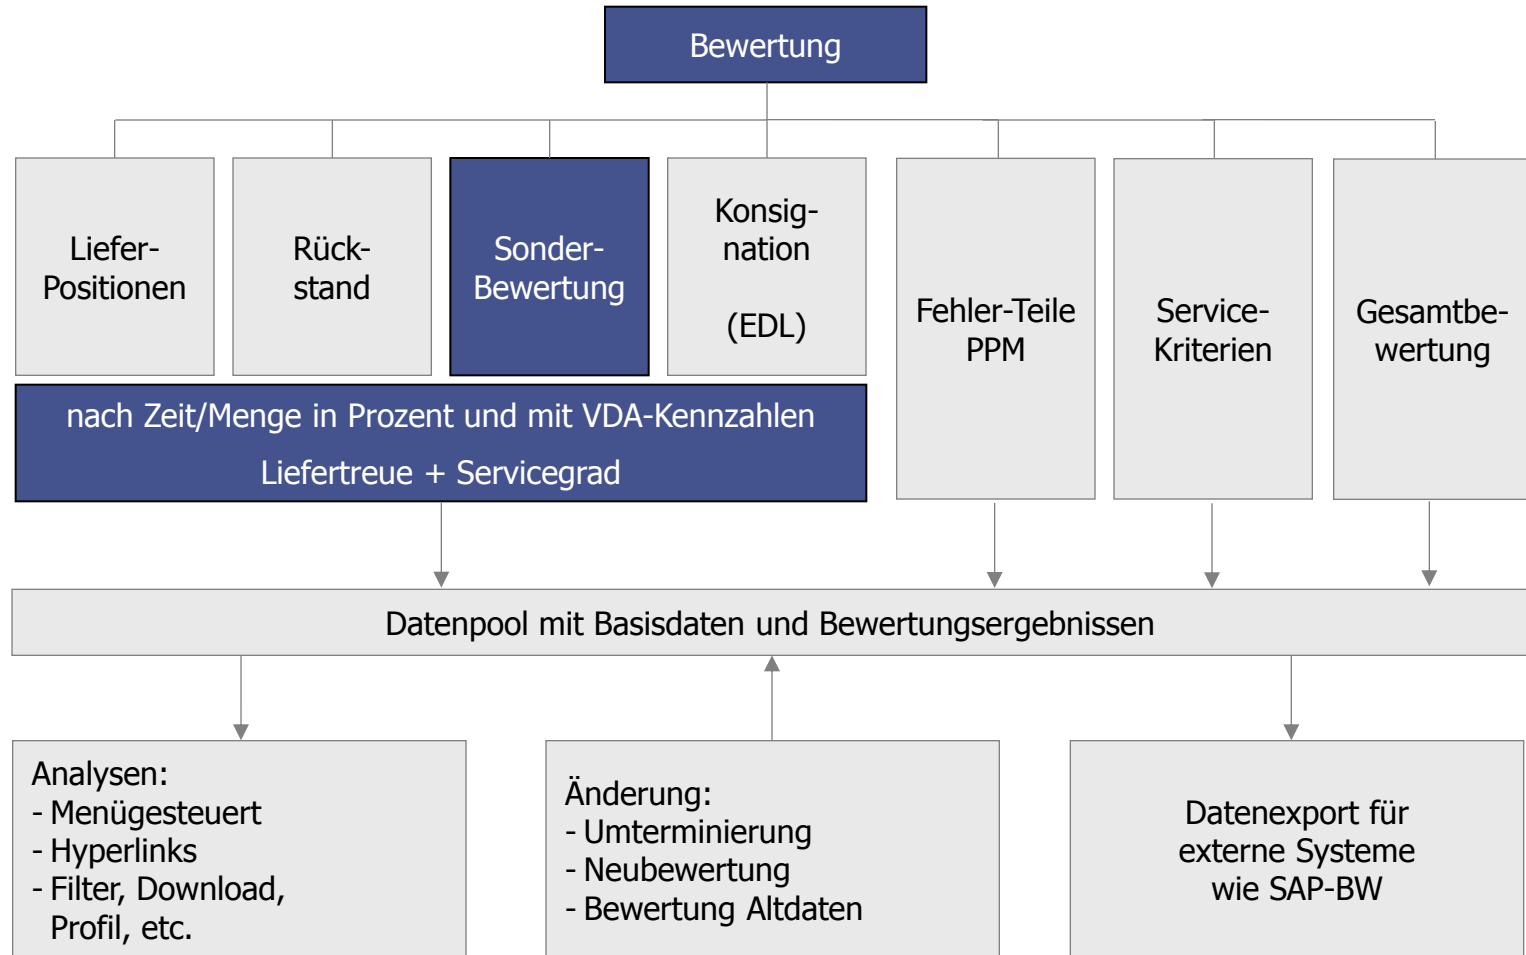 Bewertung
Liefer-
Positionen
Rück-
stand
Sonder-
Bewertung
Konsig-
nation
(EDL)
Fehler-Teile
PPM
Service-
Kriterien
Gesamtbe-
wertung
nach Zeit/Menge in Prozent und mit VDA-Kennzahlen
Liefertreue + Servicegrad
Datenpool mit Basisdaten und Bewertungsergebnissen
Analysen:
- Menügesteuert
- Hyperlinks
- Filter, Download,
Profil, etc.
Änderung:
- Umterminierung
- Neubewertung
- Bewertung Altdaten
Datenexport für
externe Systeme
wie SAP-BW